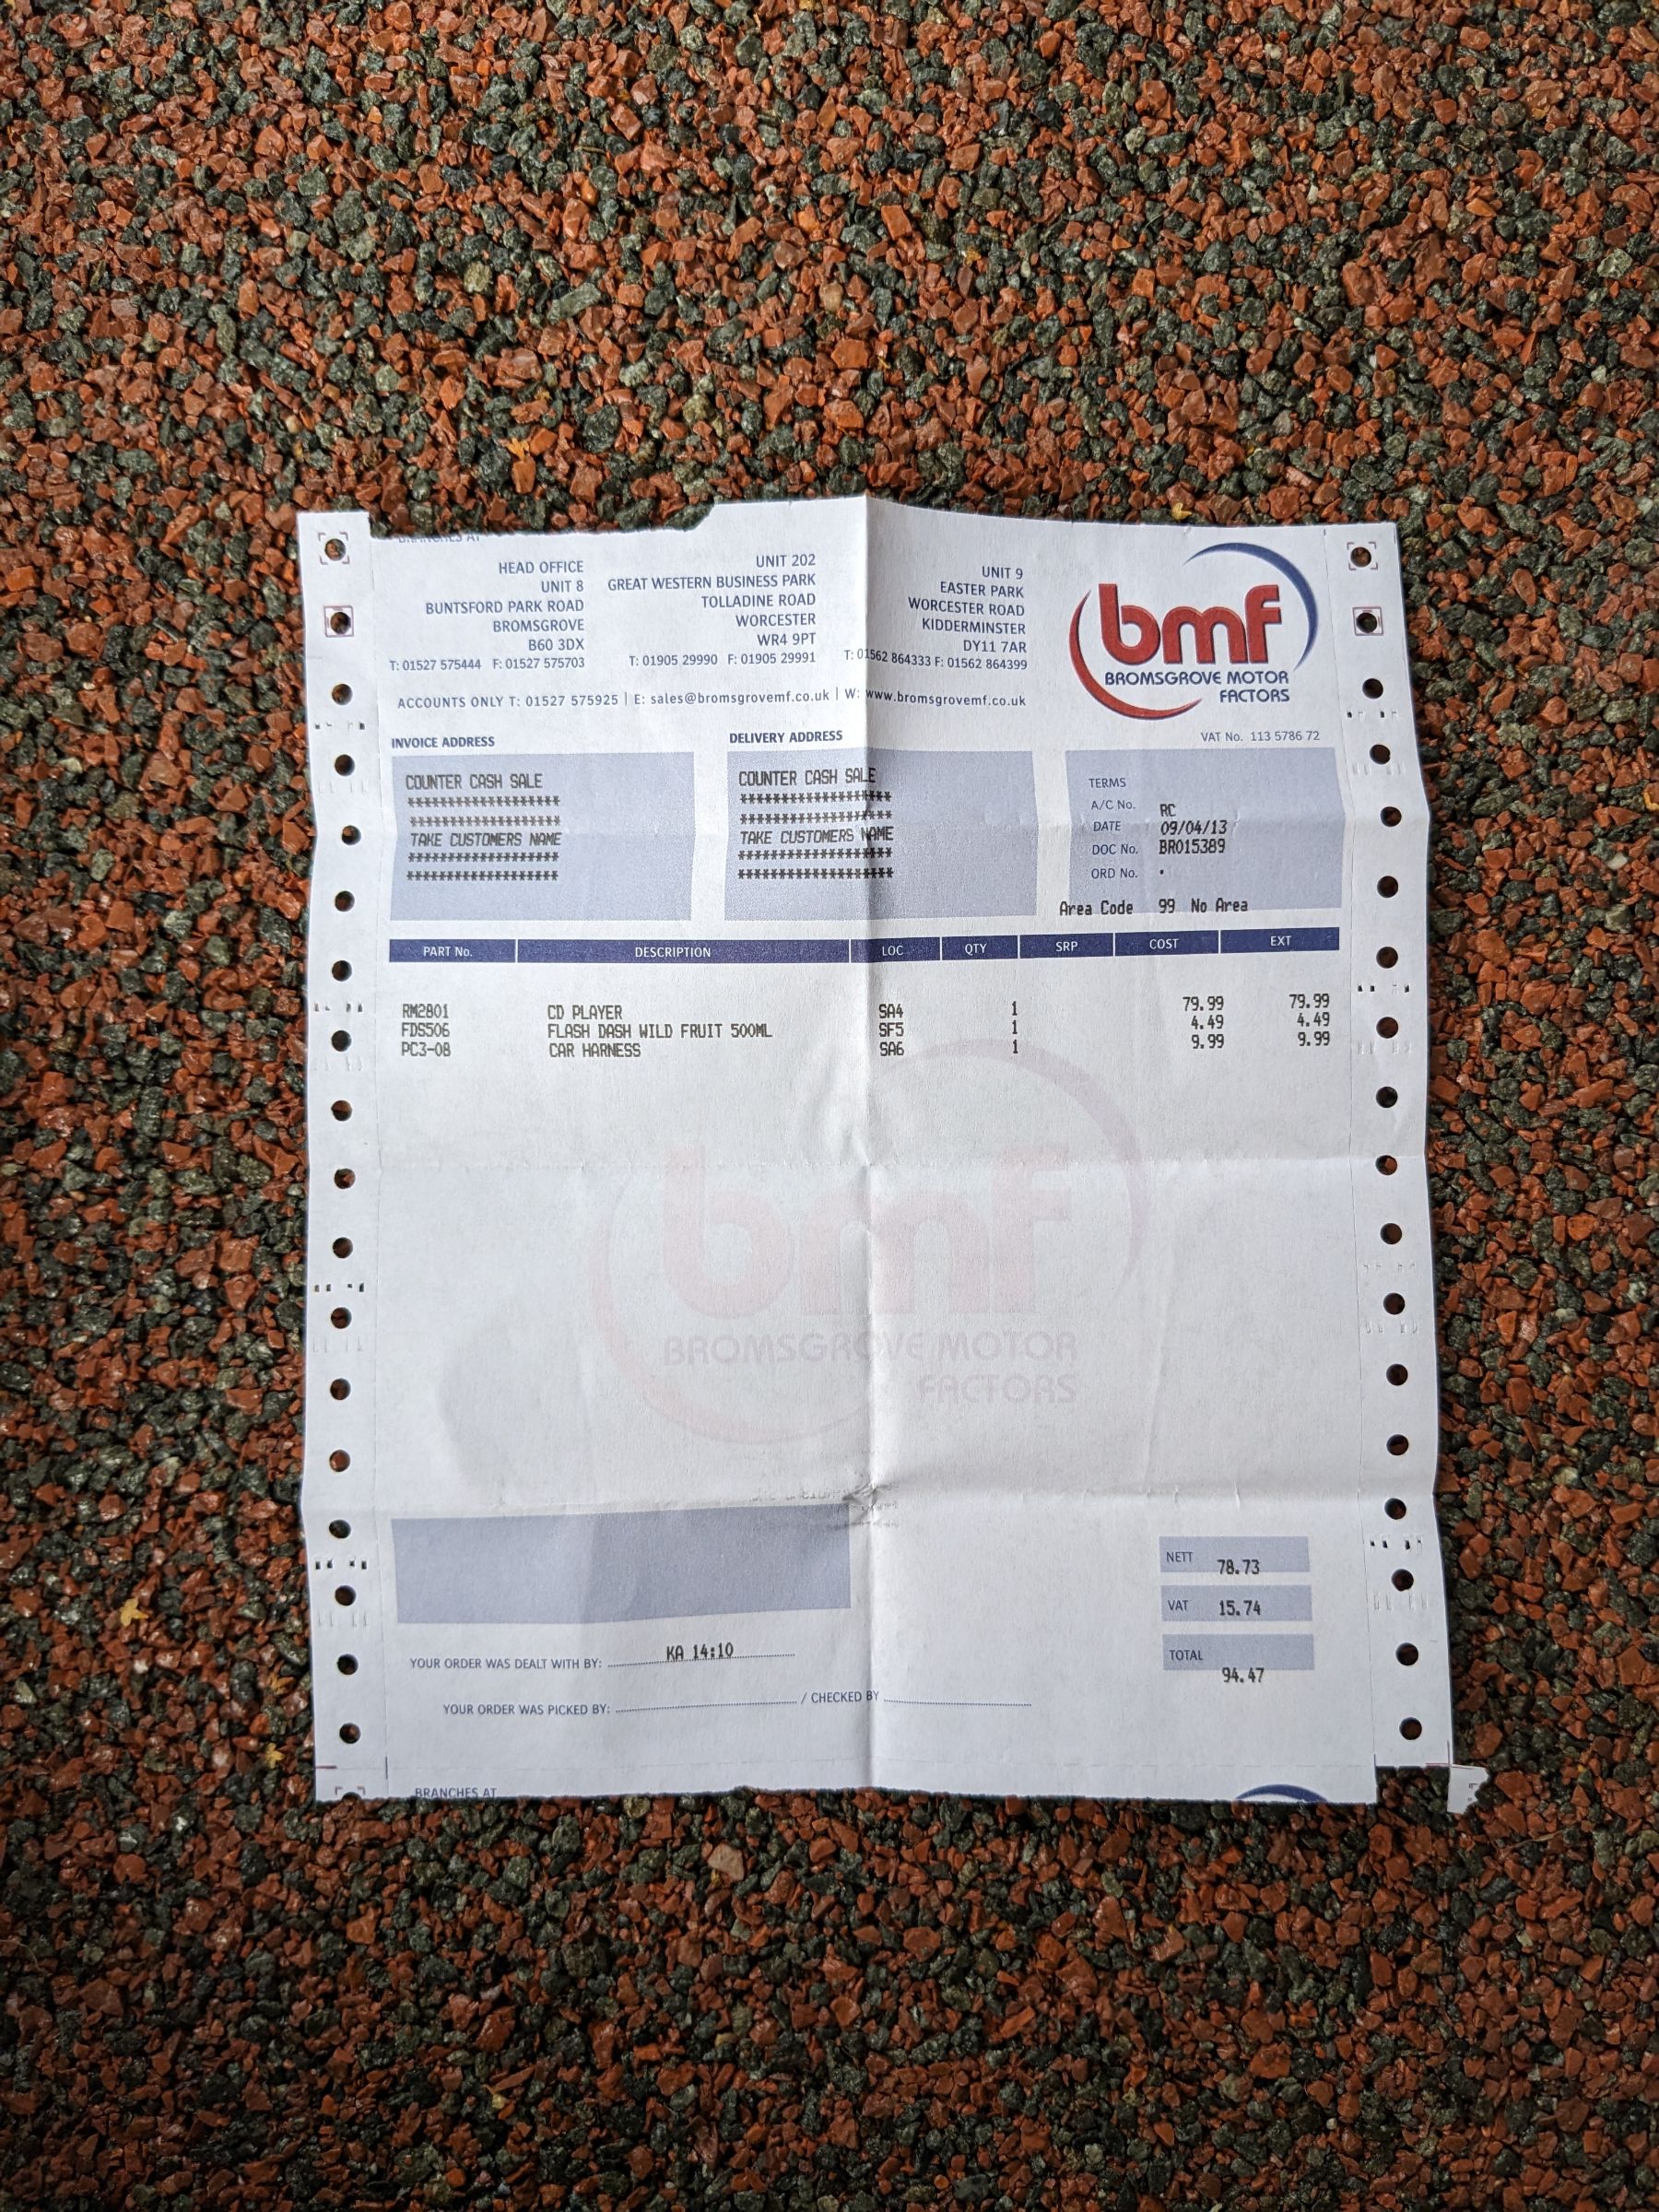 BRANCHES AT
HEAD OFFICE
UNIT 8
BUNTSFORD PARK ROAD
BROMSGROVE
B60 3DX
T: 01527 575444 F: 01527 575703
UNIT 202
GREAT WESTERN BUSINESS PARK
TOLLADINE ROAD
WORCESTER
WR4 9PT
T: 01905 29990 F: 01905 29991
UNIT 9
EASTER PARK
WORCESTER ROAD
KIDDERMINSTER
DY11 7AR
T: 01562 864333 F: 01562 864399
bmf
BROMSGROVE MOTOR
FACTORS
ACCOUNTS ONLY T: 01527 575925 | E: sales@bromsgrovemf.co.uk | W: www.bromsgrovemf.co.uk
VAT No. 113 5786 72
INVOICE ADDRESS
COUNTER CASH SALE
*******************
*******************
TAKE CUSTOMERS NAME
*******************
*******************
DELIVERY ADDRESS
COUNTER CASH SALE
*******************
*******************
TAKE CUSTOMERS NAME
*******************
*******************
TERMS
A/C No. RC
DATE 09/04/13
DOC No. BR015389
ORD No. .
Area Code 99 No Area
PART No. DESCRIPTION LOC QTY SRP COST EXT
RM2801 CD PLAYER SA4 1 79.99 79.99
FDS506 FLASH DASH WILD FRUIT 500ML SF5 1 4.49 4.49
PC3-08 CAR HARNESS SA6 1 9.99 9.99
bmf
BROMSGROVE MOTOR
FACTORS
NETT 78.73
VAT 15.74
TOTAL 94.47
YOUR ORDER WAS DEALT WITH BY: KA 14:10
YOUR ORDER WAS PICKED BY: / CHECKED BY
BRANCHES AT